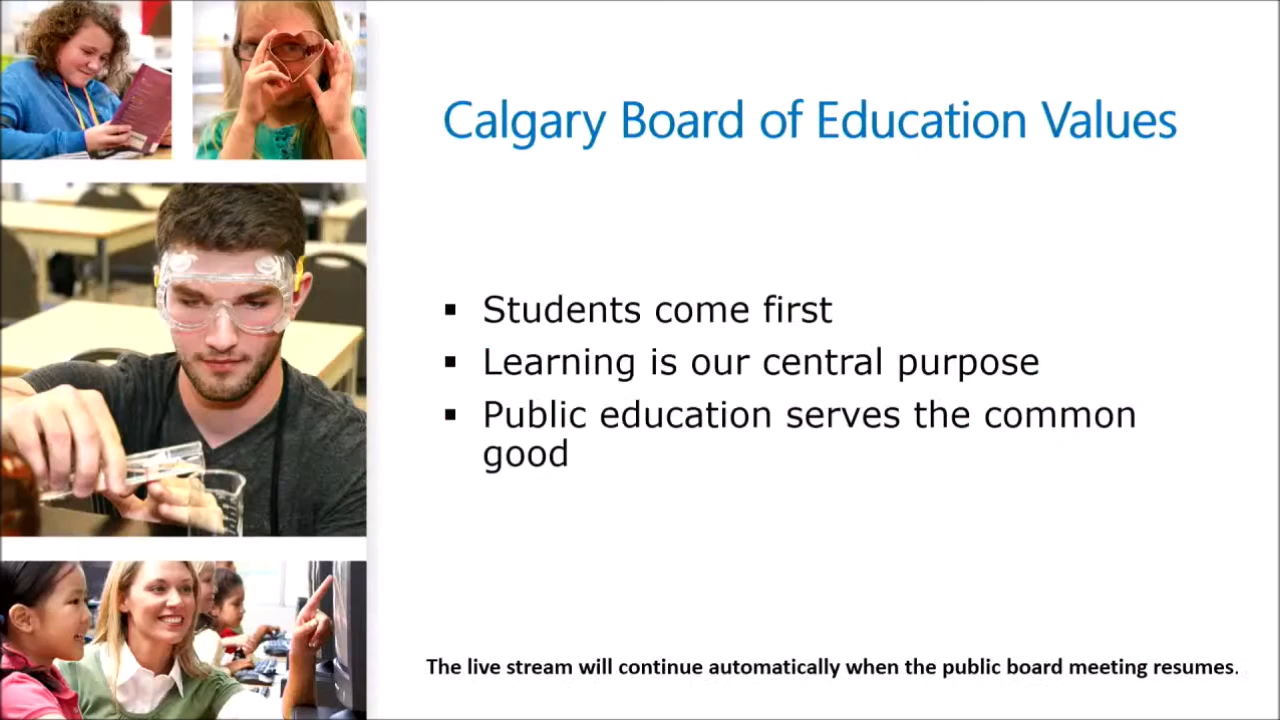 Calgary Board of Education Values
▪ Students come first
▪ Learning is our central purpose
▪ Public education serves the common
good
The live stream will continue automatically when the public board meeting resumes.